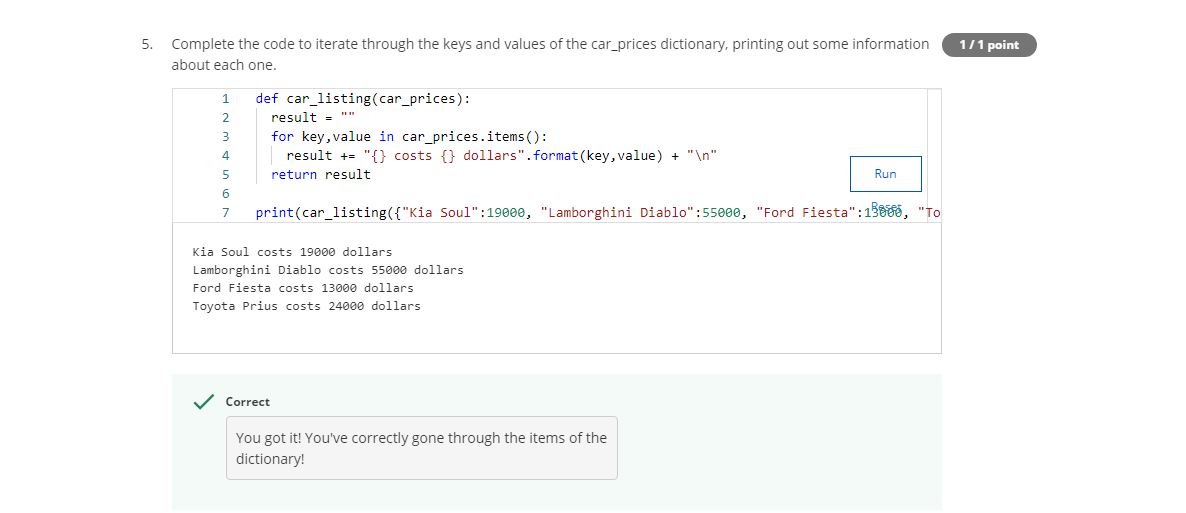 5. Complete the code to iterate through the keys and values of the car_prices dictionary, printing out some information
about each one.
1 / 1 point
1 def car_listing(car_prices):
2   result = ""
3   for key,value in car_prices.items():
4     result += "{} costs {} dollars".format(key,value) + "\n"
5   return result
6
7 print(car_listing({"Kia Soul":19000, "Lamborghini Diablo":55000, "Ford Fiesta":13000, "To
Run
Reset
Kia Soul costs 19000 dollars
Lamborghini Diablo costs 55000 dollars
Ford Fiesta costs 13000 dollars
Toyota Prius costs 24000 dollars
Correct
You got it! You've correctly gone through the items of the
dictionary!